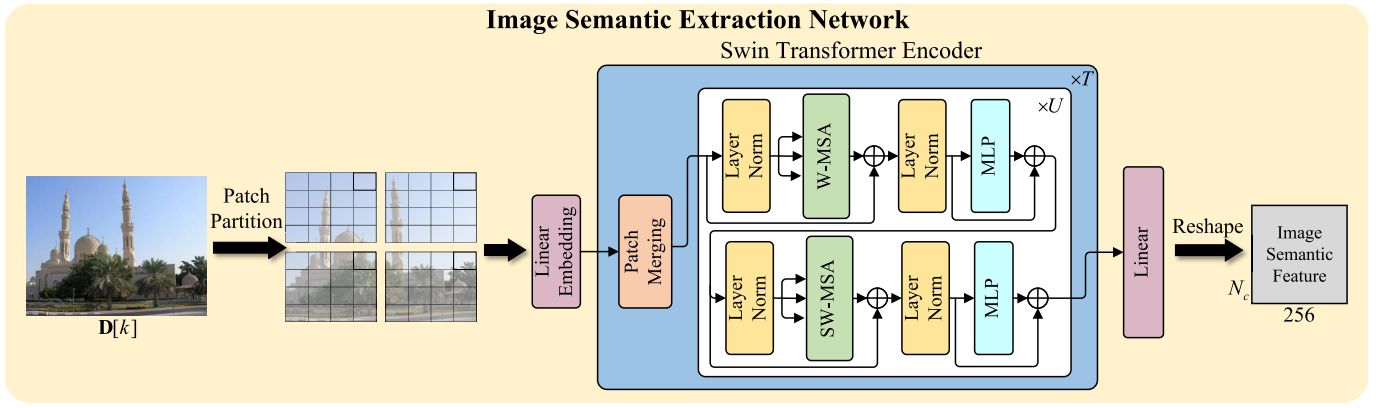 Image Semantic Extraction Network
Swin Transformer Encoder
×T
×U
Layer
Norm
W-MSA
Layer
Norm
MLP
Patch
Partition
Linear
Embedding
Patch
Merging
Layer
Norm
SW-MSA
Layer
Norm
MLP
Linear
Reshape
Image
Semantic
Feature
N_c
256
D[k]